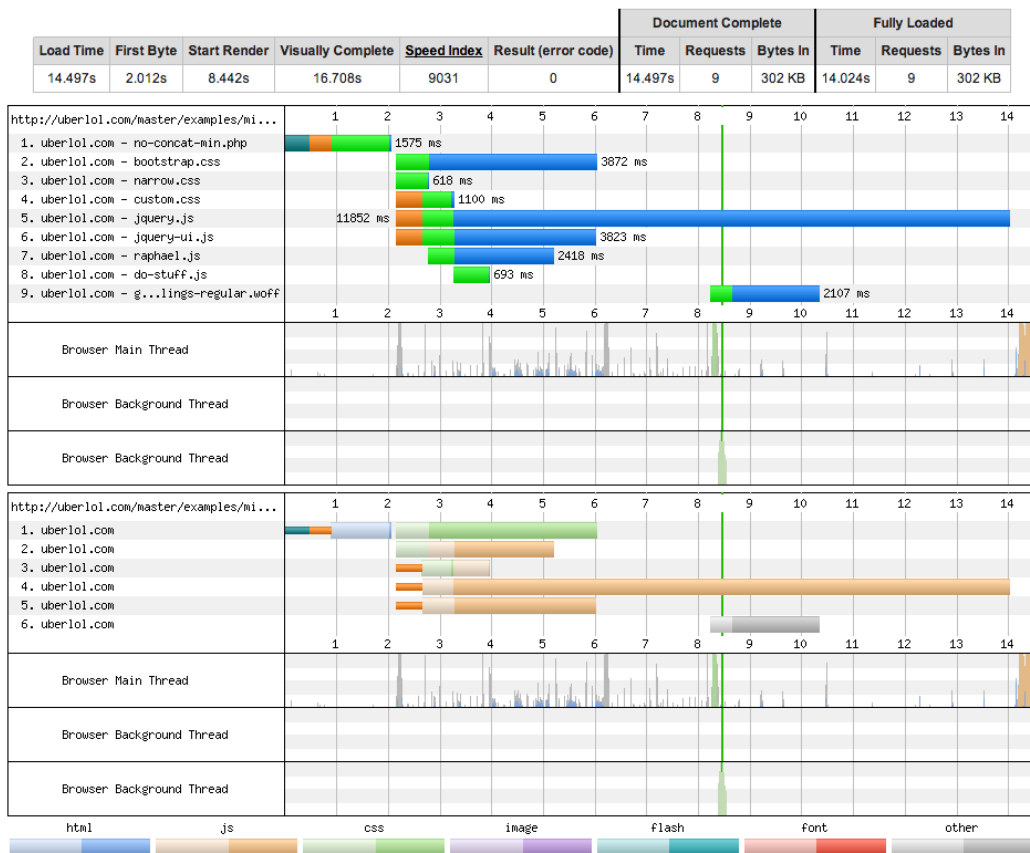 Document Complete Fully Loaded
Load Time First Byte Start Render Visually Complete Speed Index Result (error code) Time Requests Bytes In Time Requests Bytes In
14.497s 2.012s 8.442s 16.708s 9031 0 14.497s 9 302 KB 14.024s 9 302 KB
http://uberlol.com/master/examples/mi... 1 2 3 4 5 6 7 8 9 10 11 12 13 14
1. uberlol.com - no-concat-min.php 1575 ms
2. uberlol.com - bootstrap.css 3872 ms
3. uberlol.com - narrow.css 618 ms
4. uberlol.com - custom.css 1100 ms
5. uberlol.com - jquery.js 11852 ms
6. uberlol.com - jquery-ui.js 3823 ms
7. uberlol.com - raphael.js 2418 ms
8. uberlol.com - do-stuff.js 693 ms
9. uberlol.com - g...lings-regular.woff 2107 ms
1 2 3 4 5 6 7 8 9 10 11 12 13 14
Browser Main Thread
Browser Background Thread
Browser Background Thread
http://uberlol.com/master/examples/mi... 1 2 3 4 5 6 7 8 9 10 11 12 13 14
1. uberlol.com
2. uberlol.com
3. uberlol.com
4. uberlol.com
5. uberlol.com
6. uberlol.com
1 2 3 4 5 6 7 8 9 10 11 12 13 14
Browser Main Thread
Browser Background Thread
Browser Background Thread
html js css image flash font other